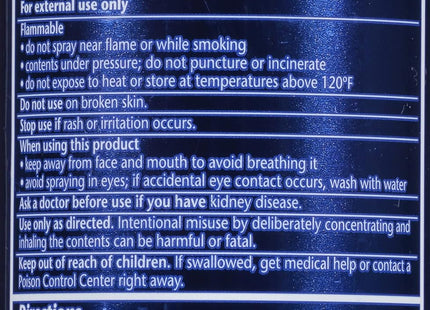 For external use only
Flammable
• do not spray near flame or while smoking
• contents under pressure; do not puncture or incinerate
• do not expose to heat or store at temperatures above 120°F
Do not use on broken skin.
Stop use if rash or irritation occurs.
When using this product
• keep away from face and mouth to avoid breathing it
• avoid spraying in eyes; if accidental eye contact occurs, wash with water
Ask a doctor before use if you have kidney disease.
Use only as directed. Intentional misuse by deliberately concentrating and
inhaling the contents can be harmful or fatal.
Keep out of reach of children. If swallowed, get medical help or contact a
Poison Control Center right away.
Directions